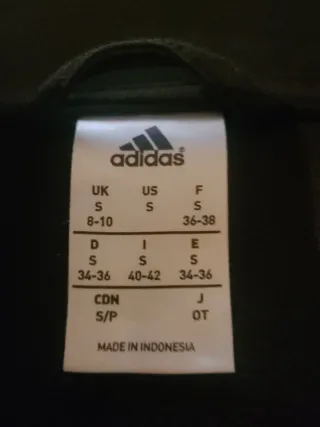 adidas
UK US F
S S S
8-10 36-38
D I E
S S S
34-36 40-42 34-36
CDN J
S/P OT
MADE IN INDONESIA